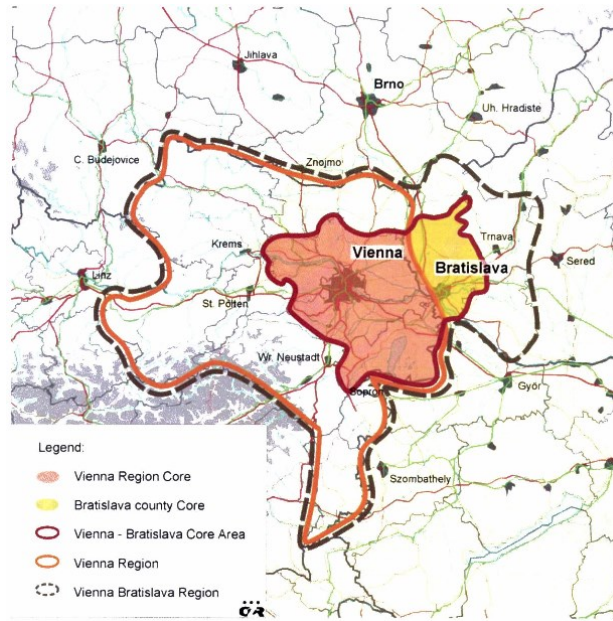 Jihlava
Brno
Uh. Hradiste
C. Budejovice
Znojmo
Krems
Vienna
Trnava
Bratislava
Sered
Linz
St. Pölten
Wr. Neustadt
Györ
Sopron
Szombathely
Legend:
Vienna Region Core
Bratislava county Core
Vienna - Bratislava Core Area
Vienna Region
Vienna Bratislava Region